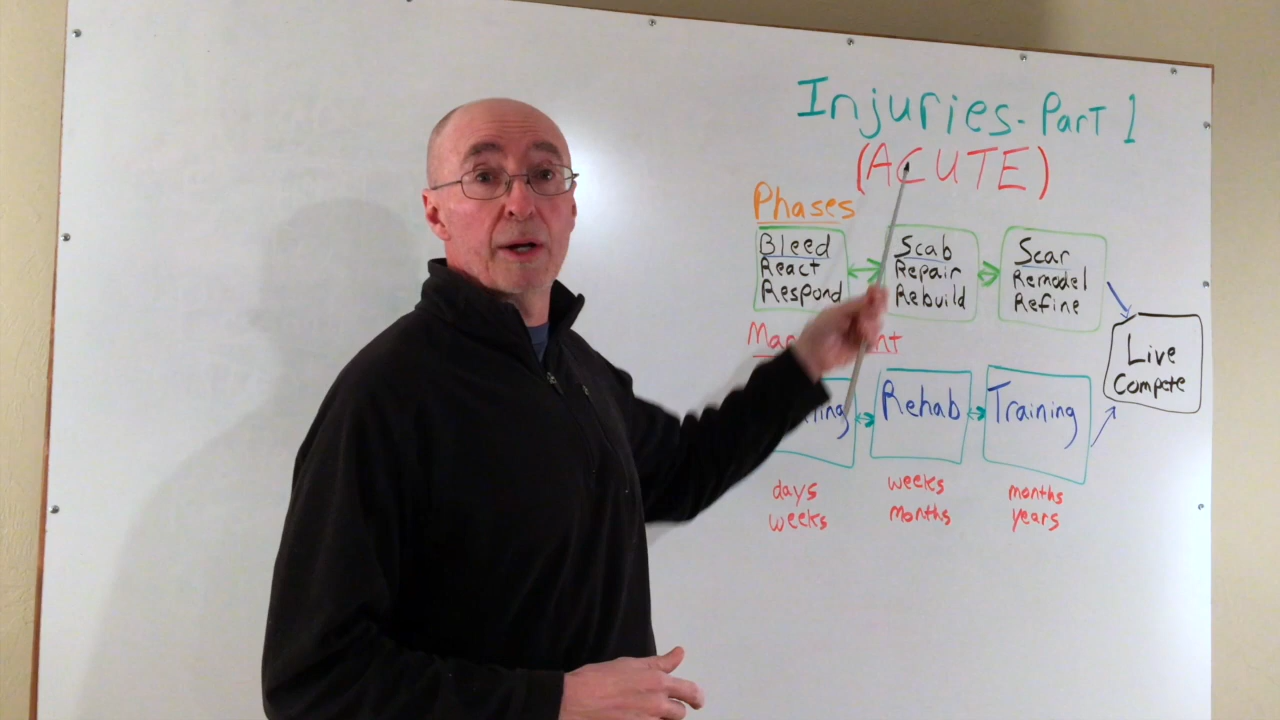 Injuries-Part 1
(ACUTE)
Phases
Bleed
React
Respond
Scab
Repair
Rebuild
Scar
Remodel
Refine
Live
Compete
Rehab
Training
days
weeks
weeks
months
months
years